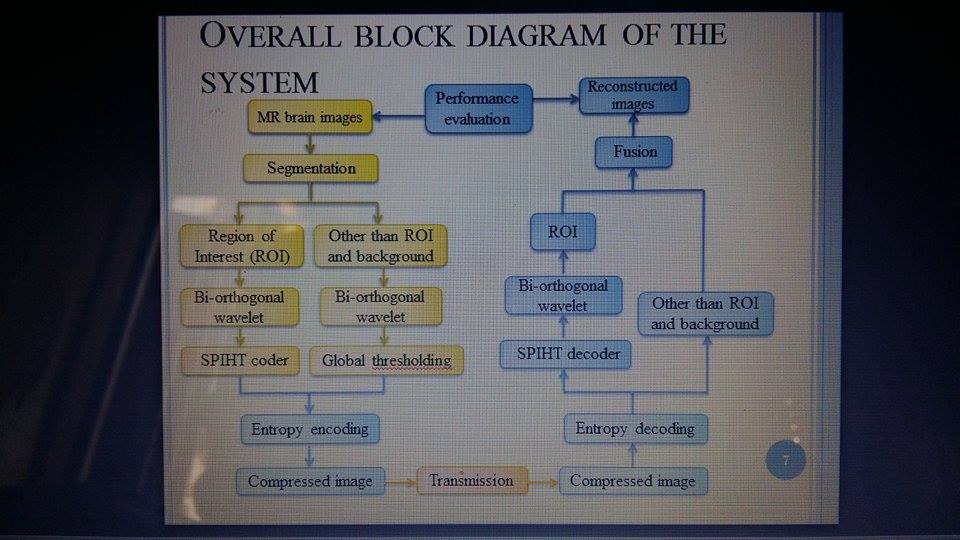 OVERALL BLOCK DIAGRAM OF THE
SYSTEM
MR brain images
Performance
evaluation
Reconstructed
images
Segmentation
Fusion
Region of
Interest (ROI)
Other than ROI
and background
ROI
Bi-orthogonal
wavelet
Bi-orthogonal
wavelet
Bi-orthogonal
wavelet
Other than ROI
and background
SPIHT coder
Global thresholding
SPIHT decoder
Entropy encoding
Entropy decoding
Compressed image
Transmission
Compressed image
7